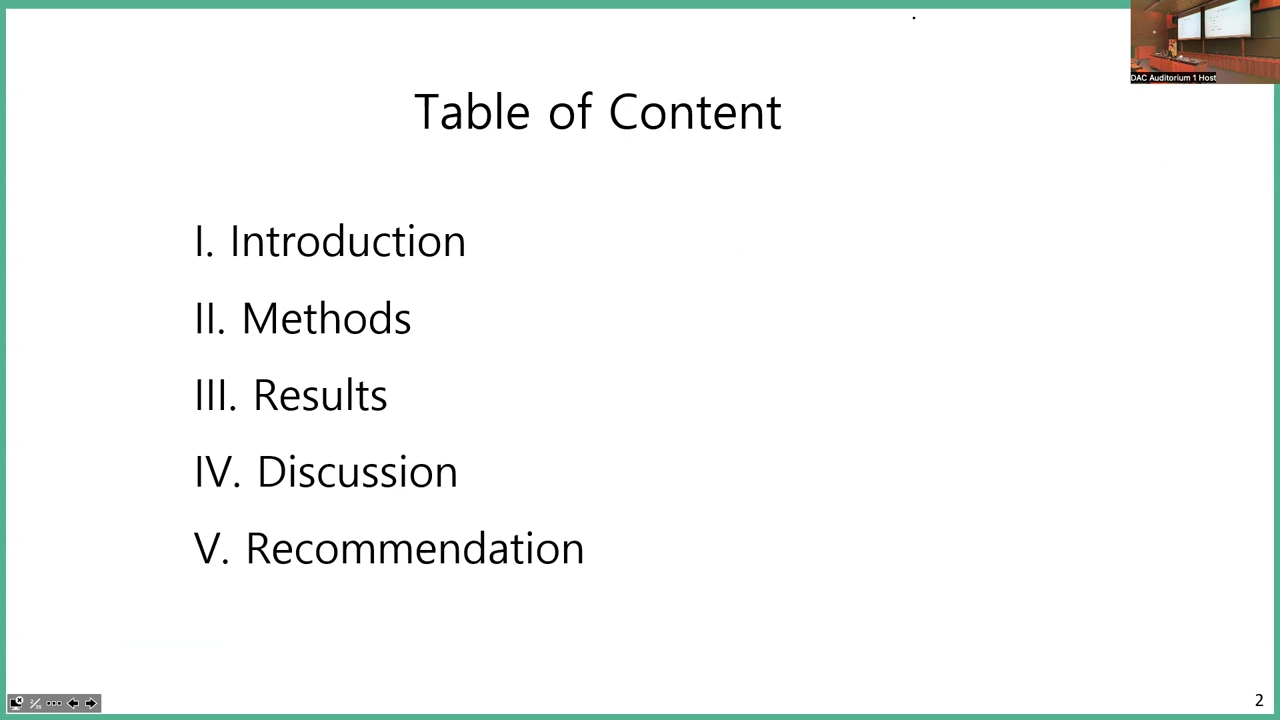 DAC Auditorium 1 Host
Table of Content
I. Introduction
II. Methods
III. Results
IV. Discussion
V. Recommendation
2